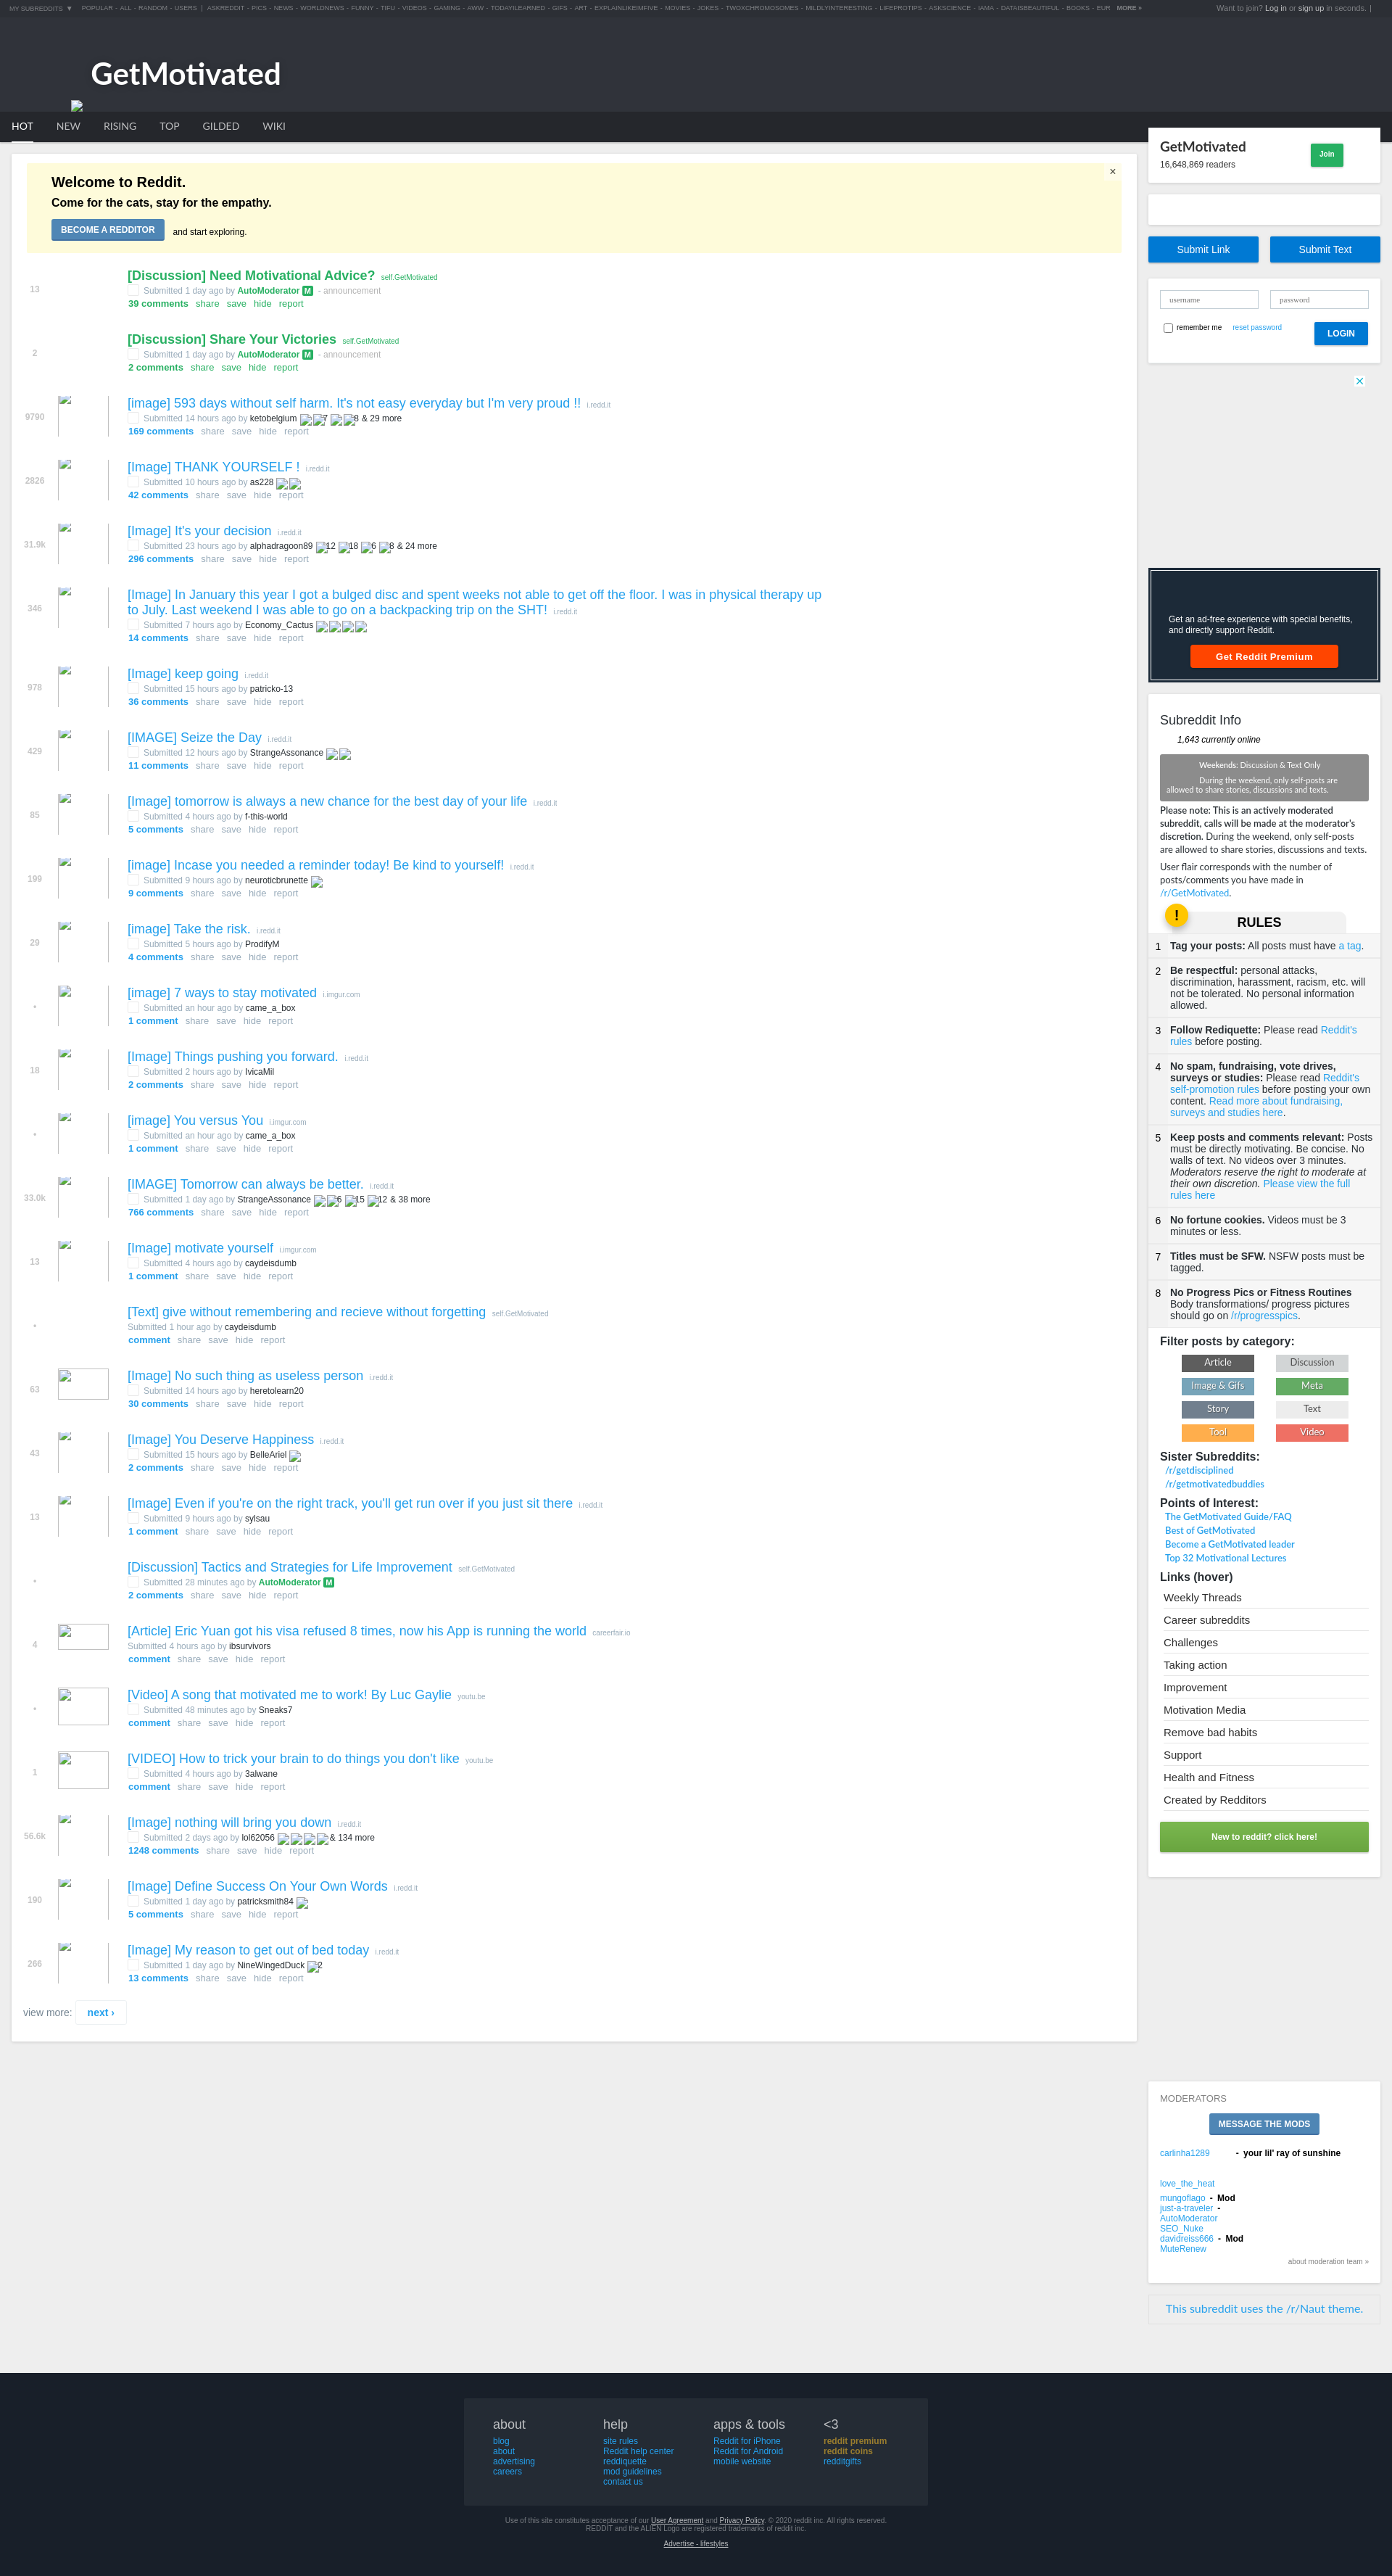 MY SUBREDDITS ▼ POPULAR - ALL - RANDOM - USERS | ASKREDDIT - PICS - NEWS - WORLDNEWS - FUNNY - TIFU - VIDEOS - GAMING - AWW - TODAYILEARNED - GIFS - ART - EXPLAINLIKEIMFIVE - MOVIES - JOKES - TWOXCHROMOSOMES - MILDLYINTERESTING - LIFEPROTIPS - ASKSCIENCE - IAMA - DATAISBEAUTIFUL - BOOKS - EUR MORE » Want to join? Log in or sign up in seconds. |
GetMotivated
HOT NEW RISING TOP GILDED WIKI
Welcome to Reddit. ×
Come for the cats, stay for the empathy.
BECOME A REDDITOR and start exploring.
[Discussion] Need Motivational Advice? self.GetMotivated
13
Submitted 1 day ago by AutoModerator M - announcement
39 comments share save hide report
[Discussion] Share Your Victories self.GetMotivated
2
Submitted 1 day ago by AutoModerator M - announcement
2 comments share save hide report
[image] 593 days without self harm. It's not easy everyday but I'm very proud !! i.redd.it
9790
Submitted 14 hours ago by ketobelgium 7 8 & 29 more
169 comments share save hide report
[Image] THANK YOURSELF ! i.redd.it
2826
Submitted 10 hours ago by as228
42 comments share save hide report
[Image] It's your decision i.redd.it
31.9k
Submitted 23 hours ago by alphadragoon89 12 18 6 8 & 24 more
296 comments share save hide report
[Image] In January this year I got a bulged disc and spent weeks not able to get off the floor. I was in physical therapy up
to July. Last weekend I was able to go on a backpacking trip on the SHT! i.redd.it
346
Submitted 7 hours ago by Economy_Cactus
14 comments share save hide report
[Image] keep going i.redd.it
978
Submitted 15 hours ago by patricko-13
36 comments share save hide report
[IMAGE] Seize the Day i.redd.it
429
Submitted 12 hours ago by StrangeAssonance
11 comments share save hide report
[Image] tomorrow is always a new chance for the best day of your life i.redd.it
85
Submitted 4 hours ago by f-this-world
5 comments share save hide report
[image] Incase you needed a reminder today! Be kind to yourself! i.redd.it
199
Submitted 9 hours ago by neuroticbrunette
9 comments share save hide report
[image] Take the risk. i.redd.it
29
Submitted 5 hours ago by ProdifyM
4 comments share save hide report
[image] 7 ways to stay motivated i.imgur.com
•
Submitted an hour ago by came_a_box
1 comment share save hide report
[Image] Things pushing you forward. i.redd.it
18
Submitted 2 hours ago by IvicaMil
2 comments share save hide report
[image] You versus You i.imgur.com
•
Submitted an hour ago by came_a_box
1 comment share save hide report
[IMAGE] Tomorrow can always be better. i.redd.it
33.0k
Submitted 1 day ago by StrangeAssonance 6 15 12 & 38 more
766 comments share save hide report
[Image] motivate yourself i.imgur.com
13
Submitted 4 hours ago by caydeisdumb
1 comment share save hide report
[Text] give without remembering and recieve without forgetting self.GetMotivated
•
Submitted 1 hour ago by caydeisdumb
comment share save hide report
[Image] No such thing as useless person i.redd.it
63
Submitted 14 hours ago by heretolearn20
30 comments share save hide report
[Image] You Deserve Happiness i.redd.it
43
Submitted 15 hours ago by BelleAriel
2 comments share save hide report
[Image] Even if you're on the right track, you'll get run over if you just sit there i.redd.it
13
Submitted 9 hours ago by sylsau
1 comment share save hide report
[Discussion] Tactics and Strategies for Life Improvement self.GetMotivated
•
Submitted 28 minutes ago by AutoModerator M
2 comments share save hide report
[Article] Eric Yuan got his visa refused 8 times, now his App is running the world careerfair.io
4
Submitted 4 hours ago by ibsurvivors
comment share save hide report
[Video] A song that motivated me to work! By Luc Gaylie youtu.be
•
Submitted 48 minutes ago by Sneaks7
comment share save hide report
[VIDEO] How to trick your brain to do things you don't like youtu.be
1
Submitted 4 hours ago by 3alwane
comment share save hide report
[Image] nothing will bring you down i.redd.it
56.6k
Submitted 2 days ago by lol62056 & 134 more
1248 comments share save hide report
[Image] Define Success On Your Own Words i.redd.it
190
Submitted 1 day ago by patricksmith84
5 comments share save hide report
[Image] My reason to get out of bed today i.redd.it
266
Submitted 1 day ago by NineWingedDuck 2
13 comments share save hide report
view more: next ›
GetMotivated
16,648,869 readers
Join
Submit Link Submit Text
username password
remember me reset password LOGIN
×
Get an ad-free experience with special benefits,
and directly support Reddit.
Get Reddit Premium
Subreddit Info
1,643 currently online
Weekends: Discussion & Text Only
During the weekend, only self-posts are
allowed to share stories, discussions and texts.
Please note: This is an actively moderated
subreddit, calls will be made at the moderator's
discretion. During the weekend, only self-posts
are allowed to share stories, discussions and texts.
User flair corresponds with the number of
posts/comments you have made in
/r/GetMotivated.
! RULES
1 Tag your posts: All posts must have a tag.
2 Be respectful: personal attacks,
discrimination, harassment, racism, etc. will
not be tolerated. No personal information
allowed.
3 Follow Rediquette: Please read Reddit's
rules before posting.
4 No spam, fundraising, vote drives,
surveys or studies: Please read Reddit's
self-promotion rules before posting your own
content. Read more about fundraising,
surveys and studies here.
5 Keep posts and comments relevant: Posts
must be directly motivating. Be concise. No
walls of text. No videos over 3 minutes.
Moderators reserve the right to moderate at
their own discretion. Please view the full
rules here
6 No fortune cookies. Videos must be 3
minutes or less.
7 Titles must be SFW. NSFW posts must be
tagged.
8 No Progress Pics or Fitness Routines
Body transformations/ progress pictures
should go on /r/progresspics.
Filter posts by category:
Article Discussion
Image & Gifs Meta
Story Text
Tool Video
Sister Subreddits:
/r/getdisciplined
/r/getmotivatedbuddies
Points of Interest:
The GetMotivated Guide/FAQ
Best of GetMotivated
Become a GetMotivated leader
Top 32 Motivational Lectures
Links (hover)
Weekly Threads
Career subreddits
Challenges
Taking action
Improvement
Motivation Media
Remove bad habits
Support
Health and Fitness
Created by Redditors
New to reddit? click here!
MODERATORS
MESSAGE THE MODS
carlinha1289 - your lil' ray of sunshine
love_the_heat
mungoflago - Mod
just-a-traveler -
AutoModerator
SEO_Nuke
davidreiss666 - Mod
MuteRenew
about moderation team »
This subreddit uses the /r/Naut theme.
about
blog
about
advertising
careers
help
site rules
Reddit help center
reddiquette
mod guidelines
contact us
apps & tools
Reddit for iPhone
Reddit for Android
mobile website
<3
reddit premium
reddit coins
redditgifts
Use of this site constitutes acceptance of our User Agreement and Privacy Policy. © 2020 reddit inc. All rights reserved.
REDDIT and the ALIEN Logo are registered trademarks of reddit inc.
Advertise - lifestyles